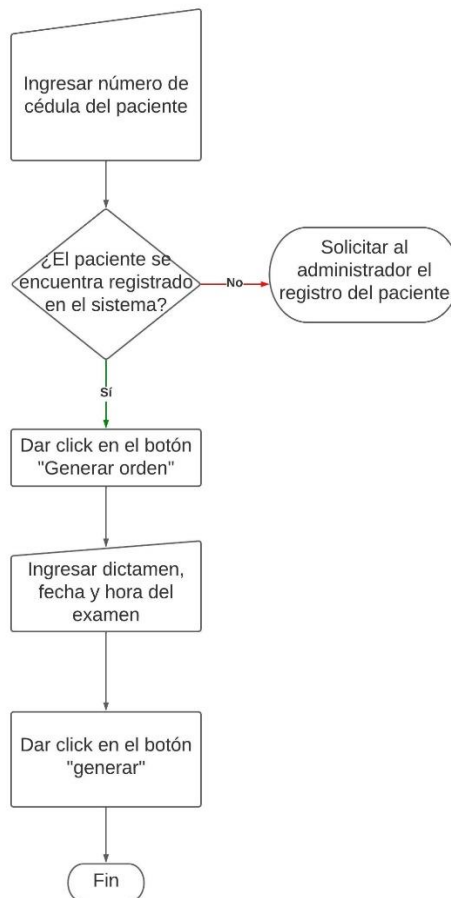 Ingresar número de
cédula del paciente
¿El paciente se
encuentra registrado
en el sistema?
No
Solicitar al
administrador el
registro del paciente
Sí
Dar click en el botón
"Generar orden"
Ingresar dictamen,
fecha y hora del
examen
Dar click en el botón
"generar"
Fin